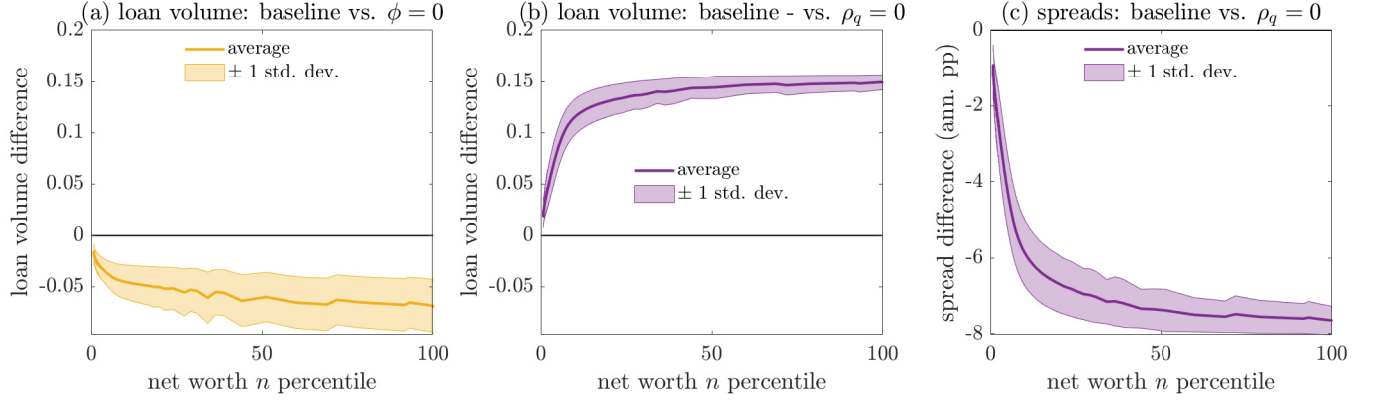 (a) loan volume: baseline vs. ϕ = 0
loan volume difference
0.2
0.15
0.1
0.05
0
-0.05
average
± 1 std. dev.
0 50 100
net worth n percentile
(b) loan volume: baseline - vs. ρq = 0
loan volume difference
0.2
0.15
0.1
0.05
0
-0.05
average
± 1 std. dev.
0 50 100
net worth n percentile
(c) spreads: baseline vs. ρq = 0
spread difference (ann. pp)
0
-2
-4
-6
-8
average
± 1 std. dev.
0 50 100
net worth n percentile